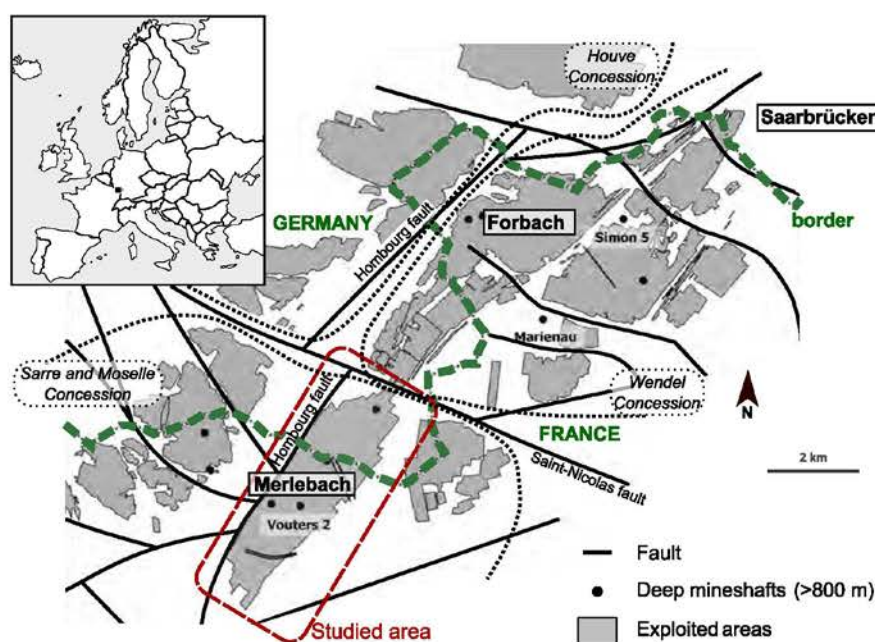 Houve
Concession
Saarbrücker
GERMANY
Hombourg fault
Forbach
Simon 5
border
Marienau
Sarre and Moselle
Concession
Wendel
Concession
N
Hombourg fault
FRANCE
Saint-Nicolas fault
2 km
Merlebach
Vouters 2
Fault
Deep mineshafts (>800 m)
Exploited areas
Studied area